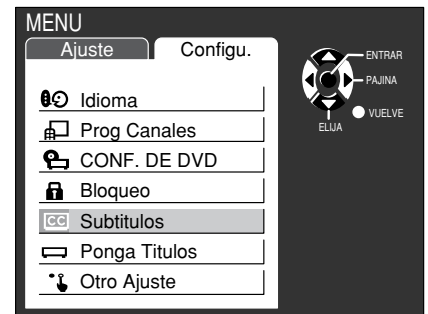 MENU
Ajuste Configu.
Idioma
Prog Canales
CONF. DE DVD
Bloqueo
CC Subtitulos
Ponga Titulos
Otro Ajuste
ENTRAR
PAJINA
VUELVE
ELIJA